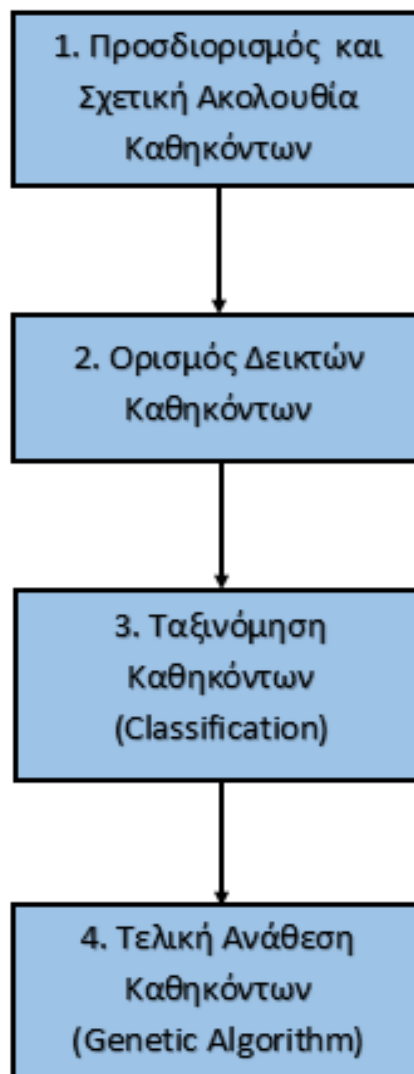 1. Προσδιορισμός και
Σχετική Ακολουθία
Καθηκόντων
2. Ορισμός Δεικτών
Καθηκόντων
3. Ταξινόμηση
Καθηκόντων
(Classification)
4. Τελική Ανάθεση
Καθηκόντων
(Genetic Algorithm)